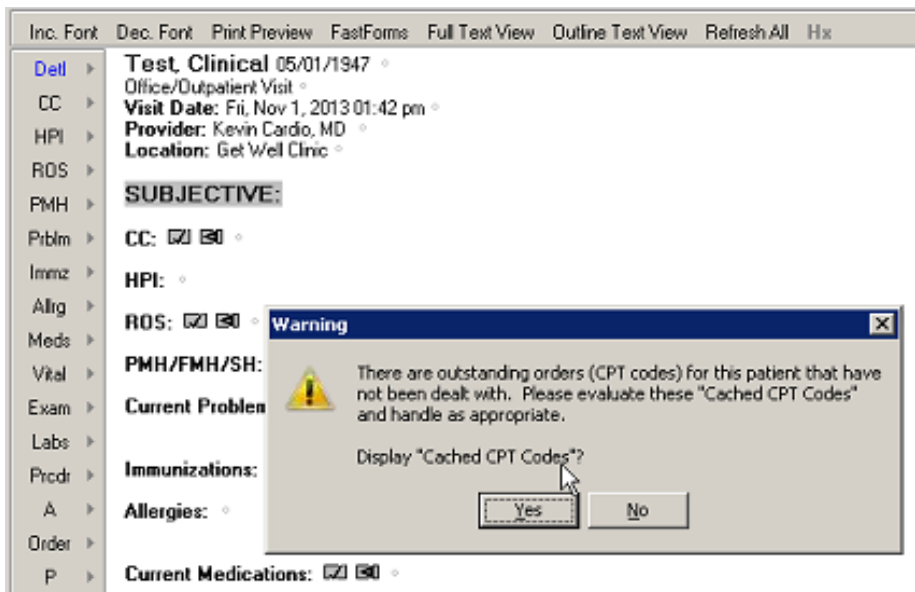 Inc. Font Dec. Font Print Preview FastForms Full Text View Outline Text View Refresh All Hx
Detl
CC
HPI
ROS
PMH
Prblm
Immz
Allrg
Meds
Vital
Exam
Labs
Prcdr
A
Order
P
Test, Clinical 05/01/1947
Office/Outpatient Visit
Visit Date: Fri, Nov 1, 2013 01:42 pm
Provider: Kevin Cardio, MD
Location: Get Well Clinic
SUBJECTIVE:
CC:
HPI:
ROS:
PMH/FMH/SH:
Current Problem
Immunizations:
Allergies:
Current Medications:
Warning
There are outstanding orders (CPT codes) for this patient that have
not been dealt with. Please evaluate these "Cached CPT Codes"
and handle as appropriate.
Display "Cached CPT Codes"?
Yes No